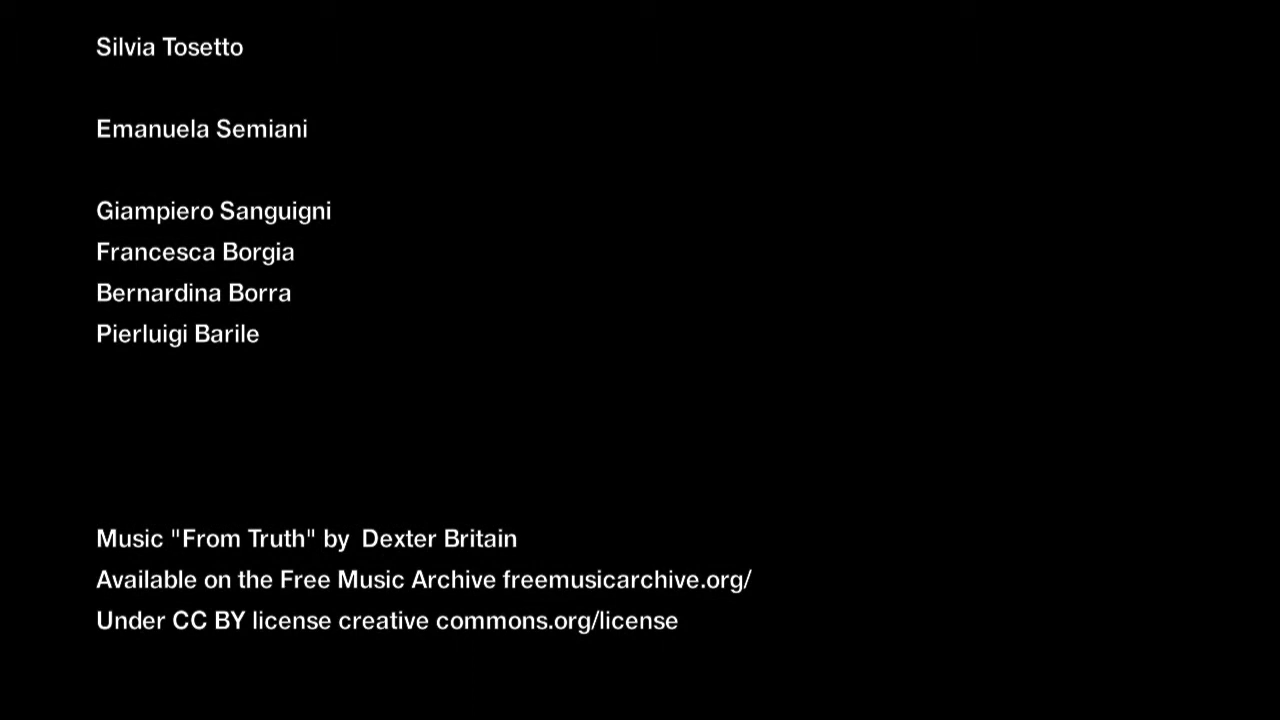 Silvia Tosetto
Emanuela Semiani
Giampiero Sanguigni
Francesca Borgia
Bernardina Borra
Pierluigi Barile
Music "From Truth" by  Dexter Britain
Available on the Free Music Archive freemusicarchive.org/
Under CC BY license creative commons.org/license